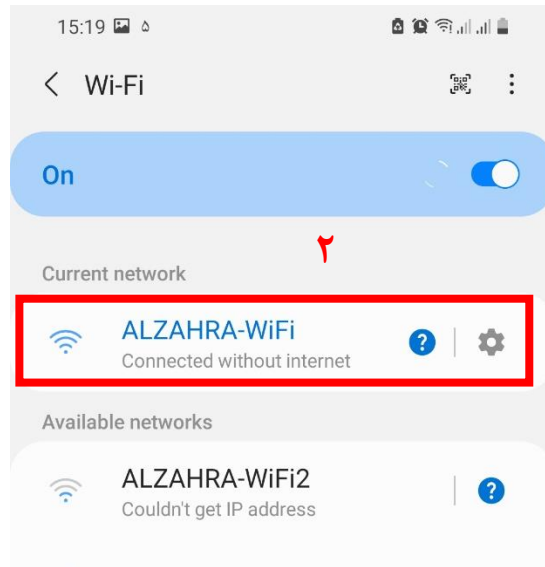 15:19 ۵
Wi-Fi
On
۲
Current network
ALZAHRA-WiFi
Connected without internet
?
Available networks
ALZAHRA-WiFi2
Couldn't get IP address
?